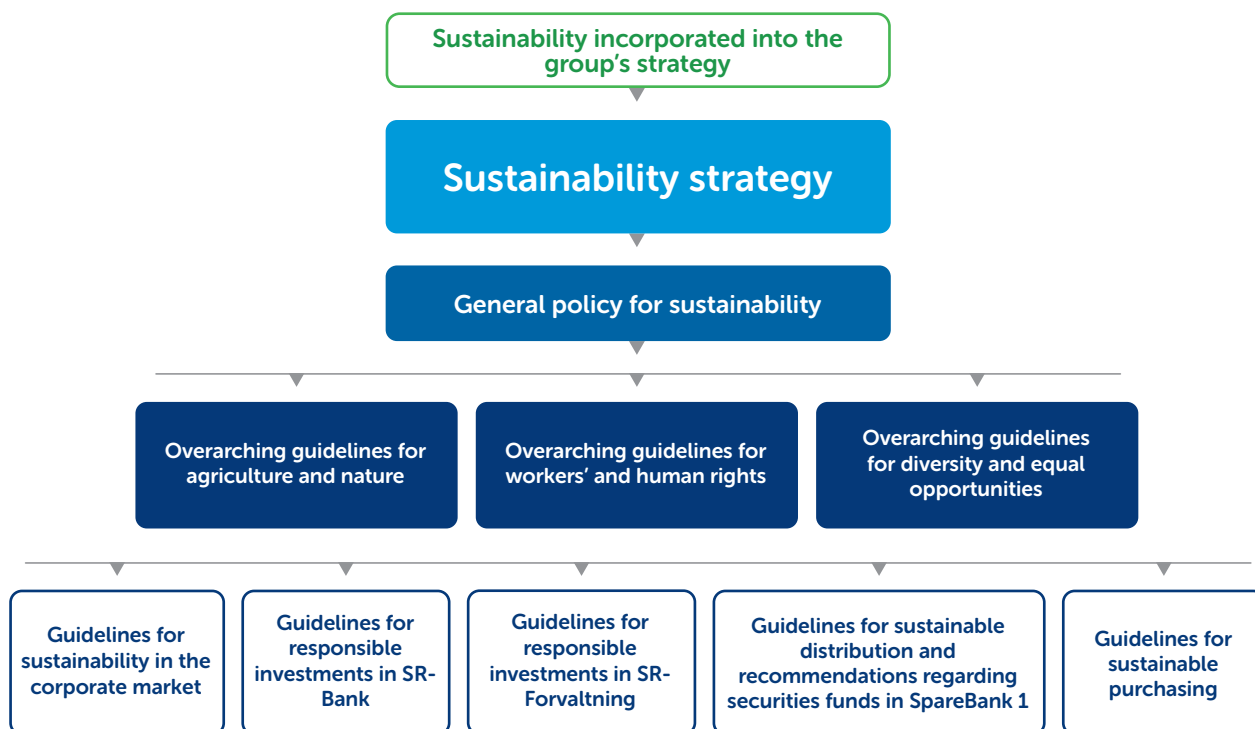 Sustainability incorporated into the
group's strategy
Sustainability strategy
General policy for sustainability
Overarching guidelines for
agriculture and nature
Overarching guidelines for
workers' and human rights
Overarching guidelines
for diversity and equal
opportunities
Guidelines for
sustainability in the
corporate market
Guidelines for
responsible
investments in SR-
Bank
Guidelines for
responsible
investments in SR-
Forvaltning
Guidelines for sustainable
distribution and
recommendations regarding
securities funds in SpareBank 1
Guidelines for
sustainable
purchasing